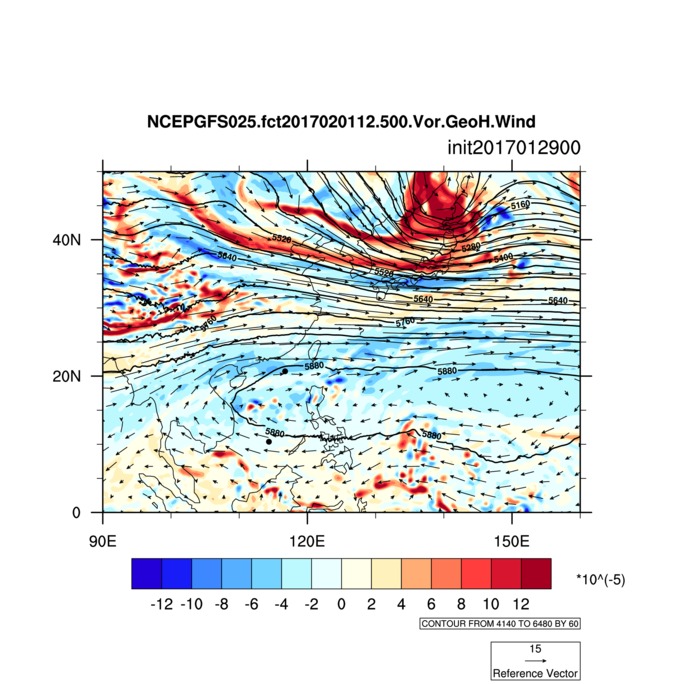 NCEPGFS025.fct2017020112.500.Vor.GeoH.Wind
init2017012900
5160
5520
5280
40N
5640
5400
5520
5640
5640
5760
5760
5880
5880
20N
5880
5880
0
90E 120E 150E
*10^(-5)
-12 -10 -8 -6 -4 -2 0 2 4 6 8 10 12
CONTOUR FROM 4140 TO 6480 BY 60
15
Reference Vector